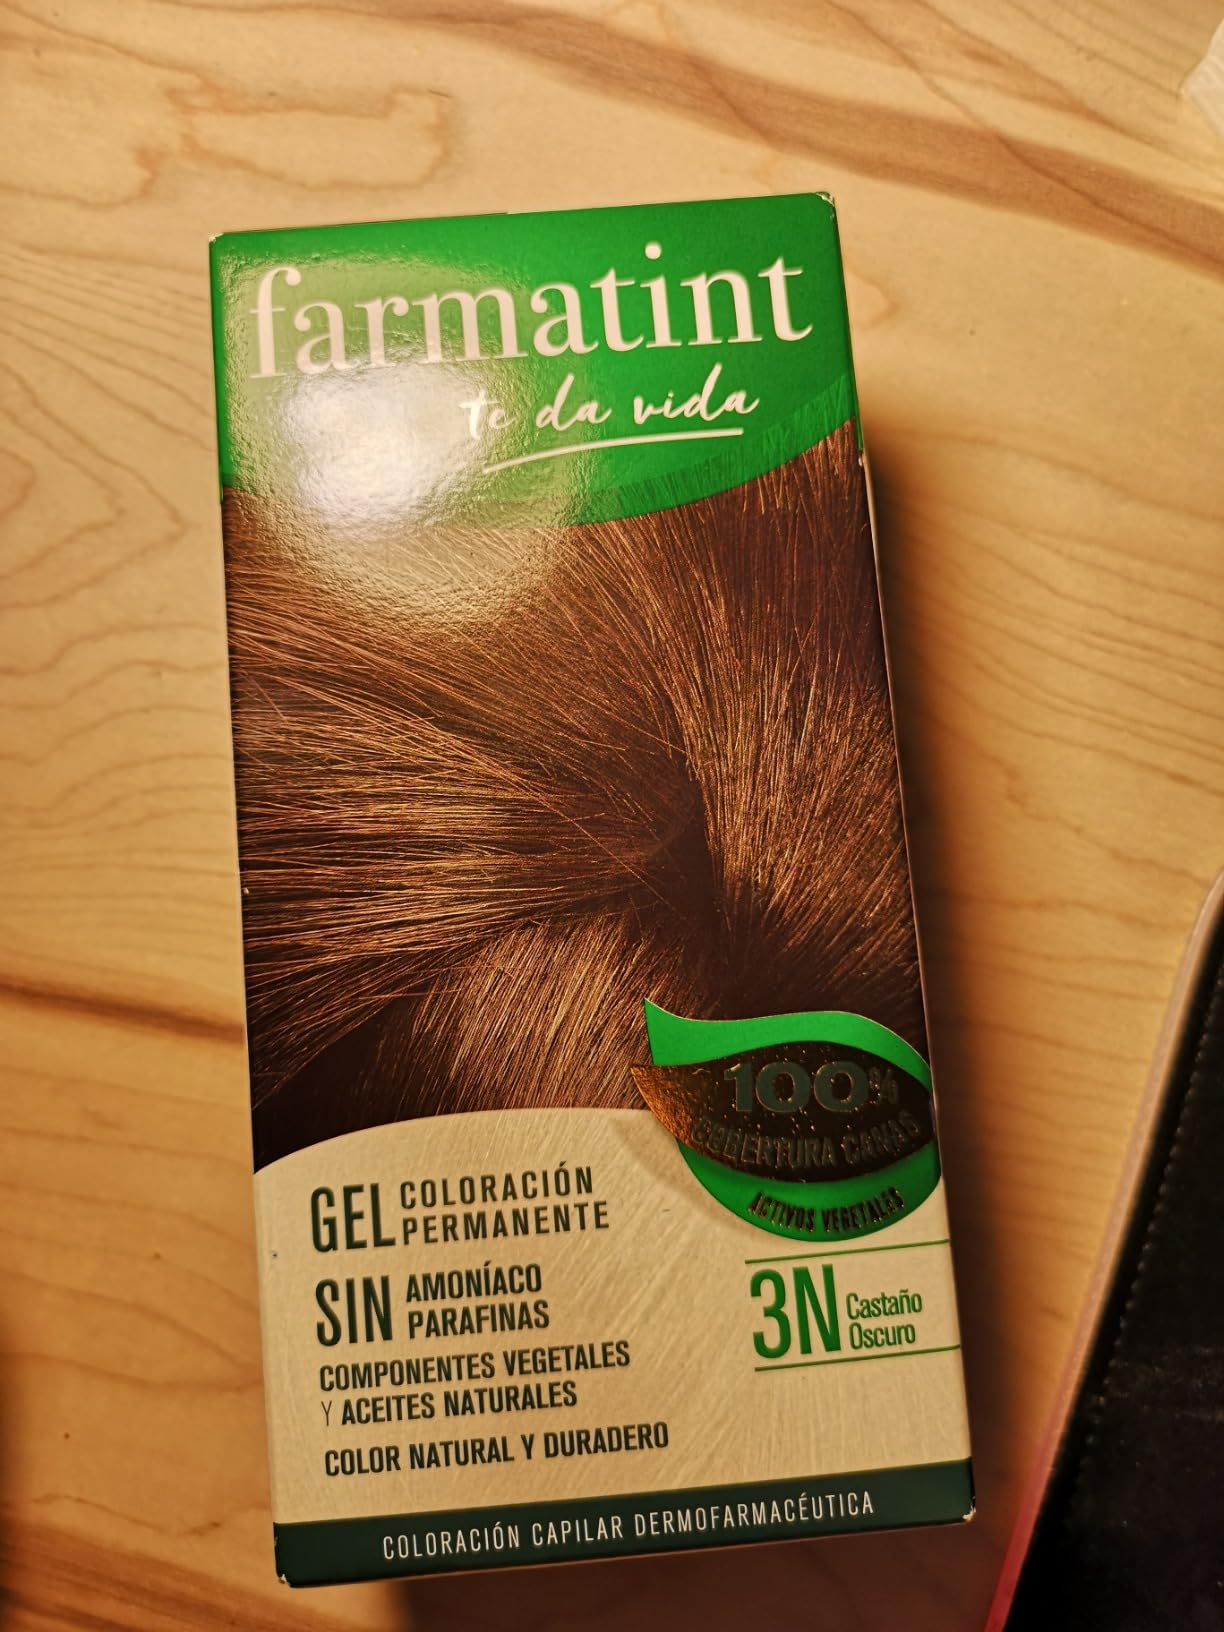 farmatint
te da vida
100%
COBERTURA CANAS
ACTIVOS VEGETALES
GEL COLORACIÓN
PERMANENTE
SIN AMONÍACO
PARAFINAS
COMPONENTES VEGETALES
Y ACEITES NATURALES
COLOR NATURAL Y DURADERO
3N Castaño
Oscuro
COLORACIÓN CAPILAR DERMOFARMACÉUTICA